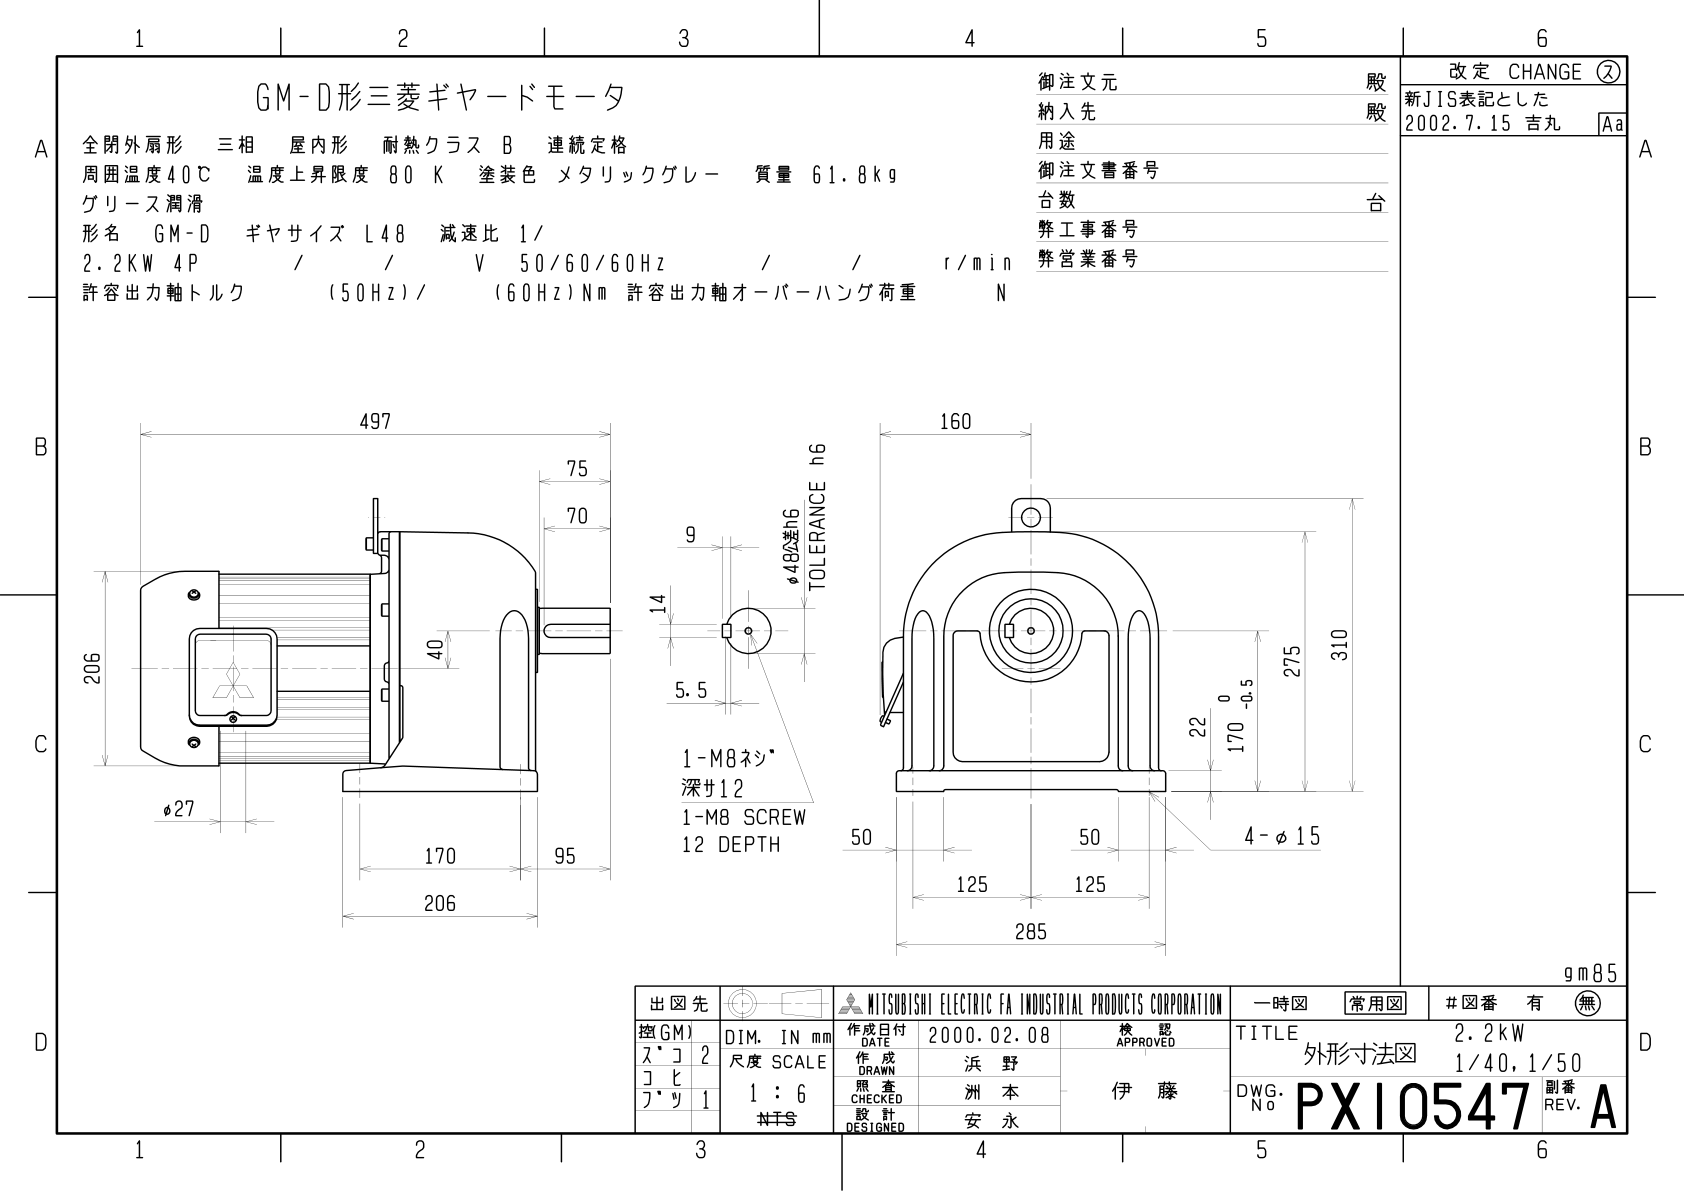 1 2 3 4 5 6
GM-D形三菱ギヤードモータ
全閉外扇形 三相 屋内形 耐熱クラス B 連続定格
周囲温度40℃ 温度上昇限度 80 K 塗装色 メタリックグレー 質量 61.8kg
グリース潤滑
形名 GM-D ギヤサイズ L48 減速比 1/
2.2KW 4P / / V 50/60/60Hz / / r/min
許容出力軸トルク (50Hz)/ (60Hz)Nm 許容出力軸オーバーハング荷重 N
御注文元 殿
納入先 殿
用途
御注文書番号
台数 台
弊工事番号
弊営業番号
改定 CHANGE ス
新JIS表記とした
2002.7.15 吉丸 Aa
A A
B B
C C
D D
497
75
70
206
40
φ27
170
95
206
9
14
5.5
φ48公差h6
TOLERANCE h6
1-M8ネジ
深サ12
1-M8 SCREW
12 DEPTH
160
310
275
170 0 -0.5
22
50
50
4-φ15
125
125
285
gm85
出図先
控(GM)
ズコ 2
コヒ
ブツ 1
DIM. IN mm
尺度 SCALE
1 : 6
NTS
MITSUBISHI ELECTRIC FA INDUSTRIAL PRODUCTS CORPORATION
作成日付 DATE 2000.02.08
検認 APPROVED
作成 DRAWN 浜野
照査 CHECKED 洲本
伊藤
設計 DESIGNED 安永
一時図 常用図
#図番 有 無
TITLE
外形寸法図
2.2kW
1/40,1/50
DWG. No PX10547
副番 REV. A
1 2 3 4 5 6